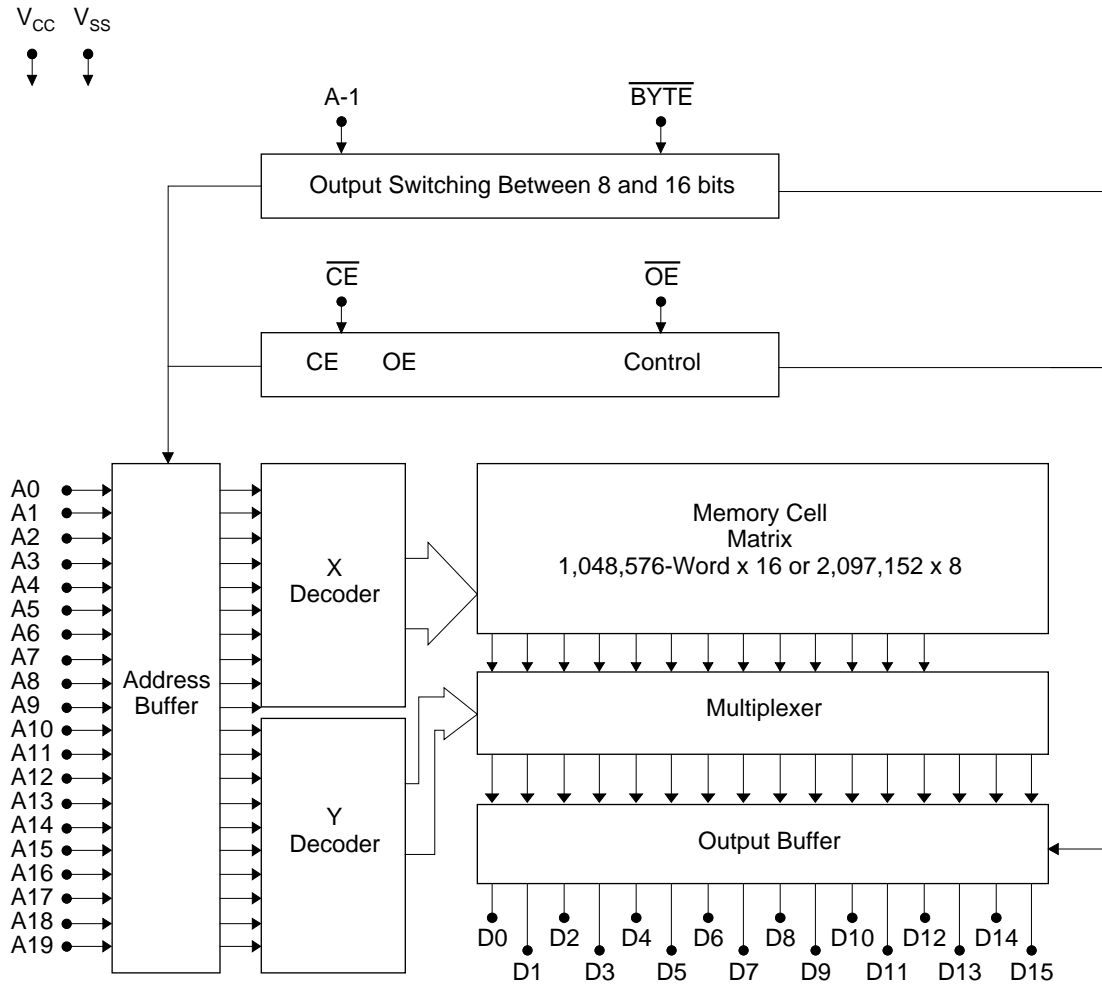 VCC VSS
A-1 B̅Y̅T̅E̅
Output Switching Between 8 and 16 bits
C̅E̅ O̅E̅
CE OE Control
A0
A1
A2
A3
A4
A5
A6
A7
A8
A9
A10
A11
A12
A13
A14
A15
A16
A17
A18
A19
Address
Buffer
X
Decoder
Y
Decoder
Memory Cell
Matrix
1,048,576-Word x 16 or 2,097,152 x 8
Multiplexer
Output Buffer
D0 D2 D4 D6 D8 D10 D12 D14
D1 D3 D5 D7 D9 D11 D13 D15